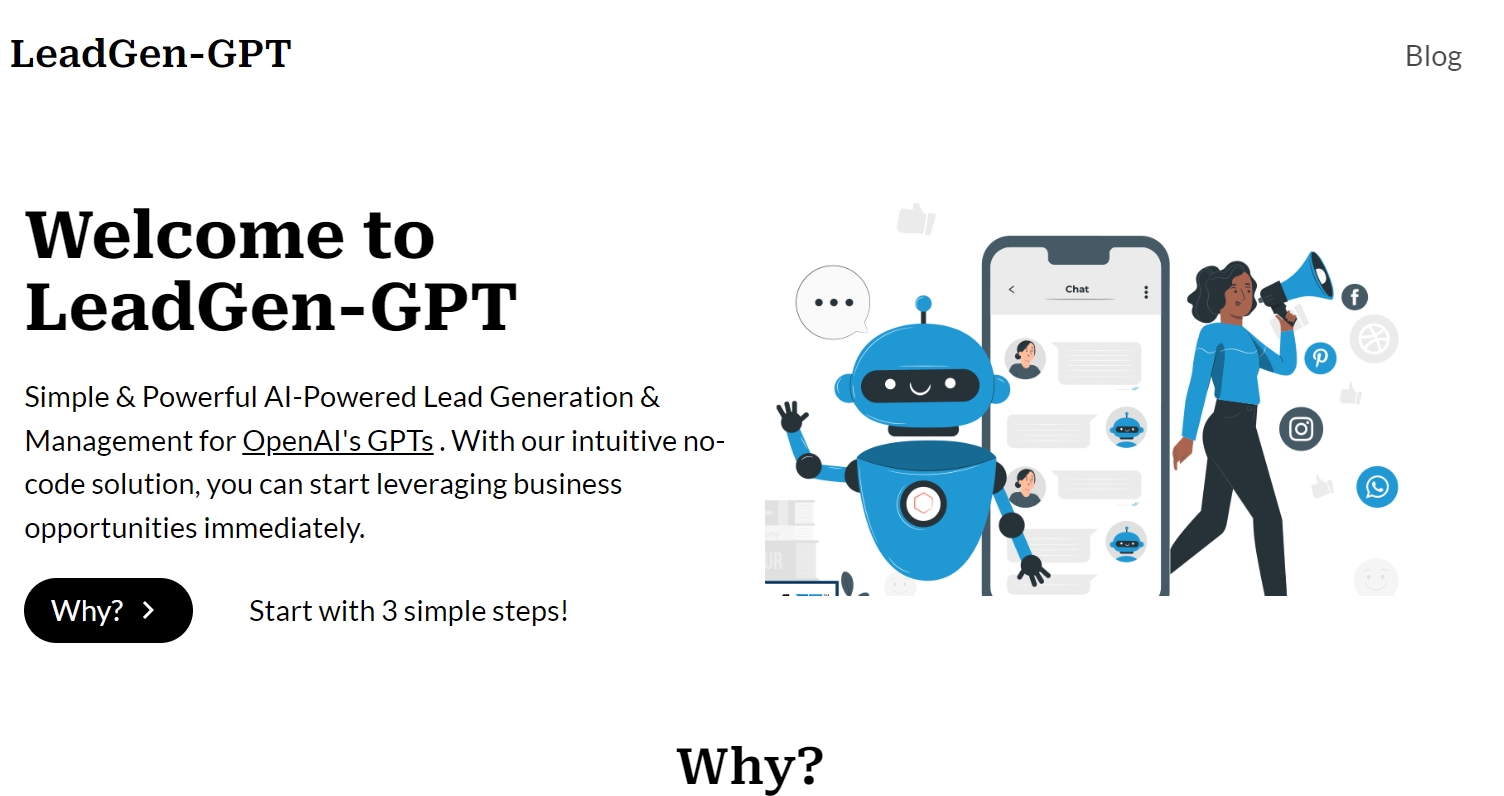 LeadGen-GPT
Blog
Welcome to
LeadGen-GPT
Simple & Powerful AI-Powered Lead Generation &
Management for OpenAI's GPTs . With our intuitive no-
code solution, you can start leveraging business
opportunities immediately.
Why?
Start with 3 simple steps!
Chat
Why?